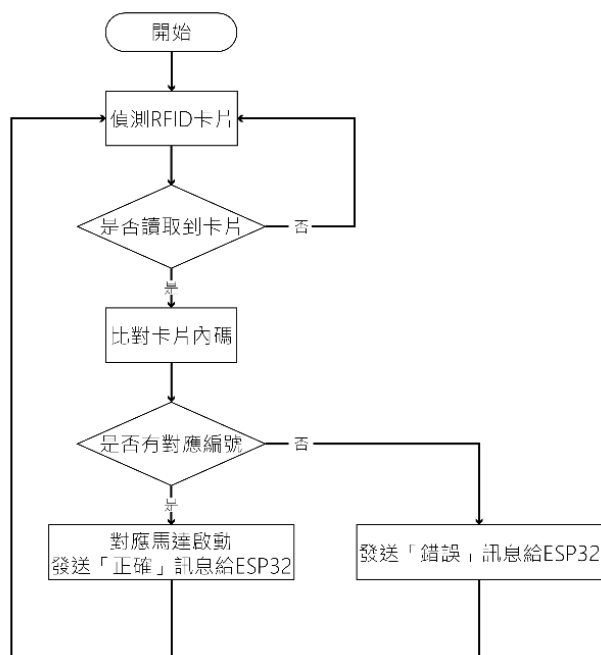 開始
偵測RFID卡片
是否讀取到卡片
否
是
比對卡片內碼
是否有對應編號
否
是
對應馬達啟動
發送「正確」訊息給ESP32
發送「錯誤」訊息給ESP32